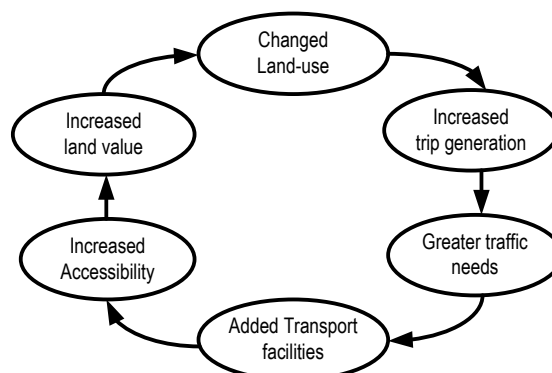 Changed
Land-use
Increased
trip generation
Greater traffic
needs
Added Transport
facilities
Increased
Accessibility
Increased
land value